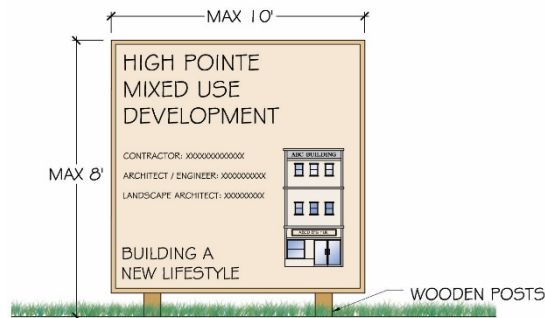 MAX 10'
MAX 8'
HIGH POINTE
MIXED USE
DEVELOPMENT
CONTRACTOR: XXXXXXXXXXXXX
ARCHITECT / ENGINEER: XXXXXXXXXX
LANDSCAPE ARCHITECT: XXXXXXXXX
ABC BUILDING
BUILDING A
NEW LIFESTYLE
WOODEN POSTS